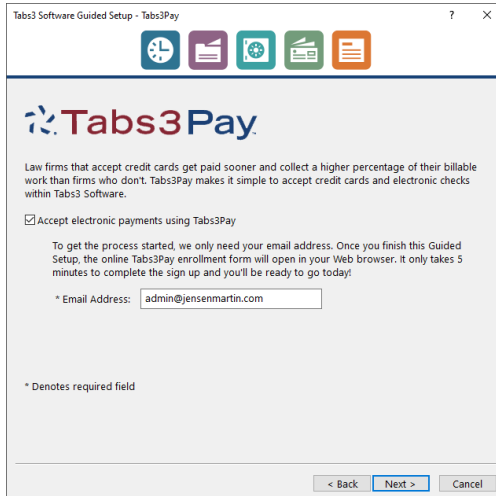 Tabs3 Software Guided Setup - Tabs3Pay
?
Tabs3Pay
Law firms that accept credit cards get paid sooner and collect a higher percentage of their billable
work than firms who don't. Tabs3Pay makes it simple to accept credit cards and electronic checks
within Tabs3 Software.
Accept electronic payments using Tabs3Pay
To get the process started, we only need your email address. Once you finish this Guided
Setup, the online Tabs3Pay enrollment form will open in your Web browser. It only takes 5
minutes to complete the sign up and you'll be ready to go today!
* Email Address: admin@jensenmartin.com
* Denotes required field
< Back Next > Cancel